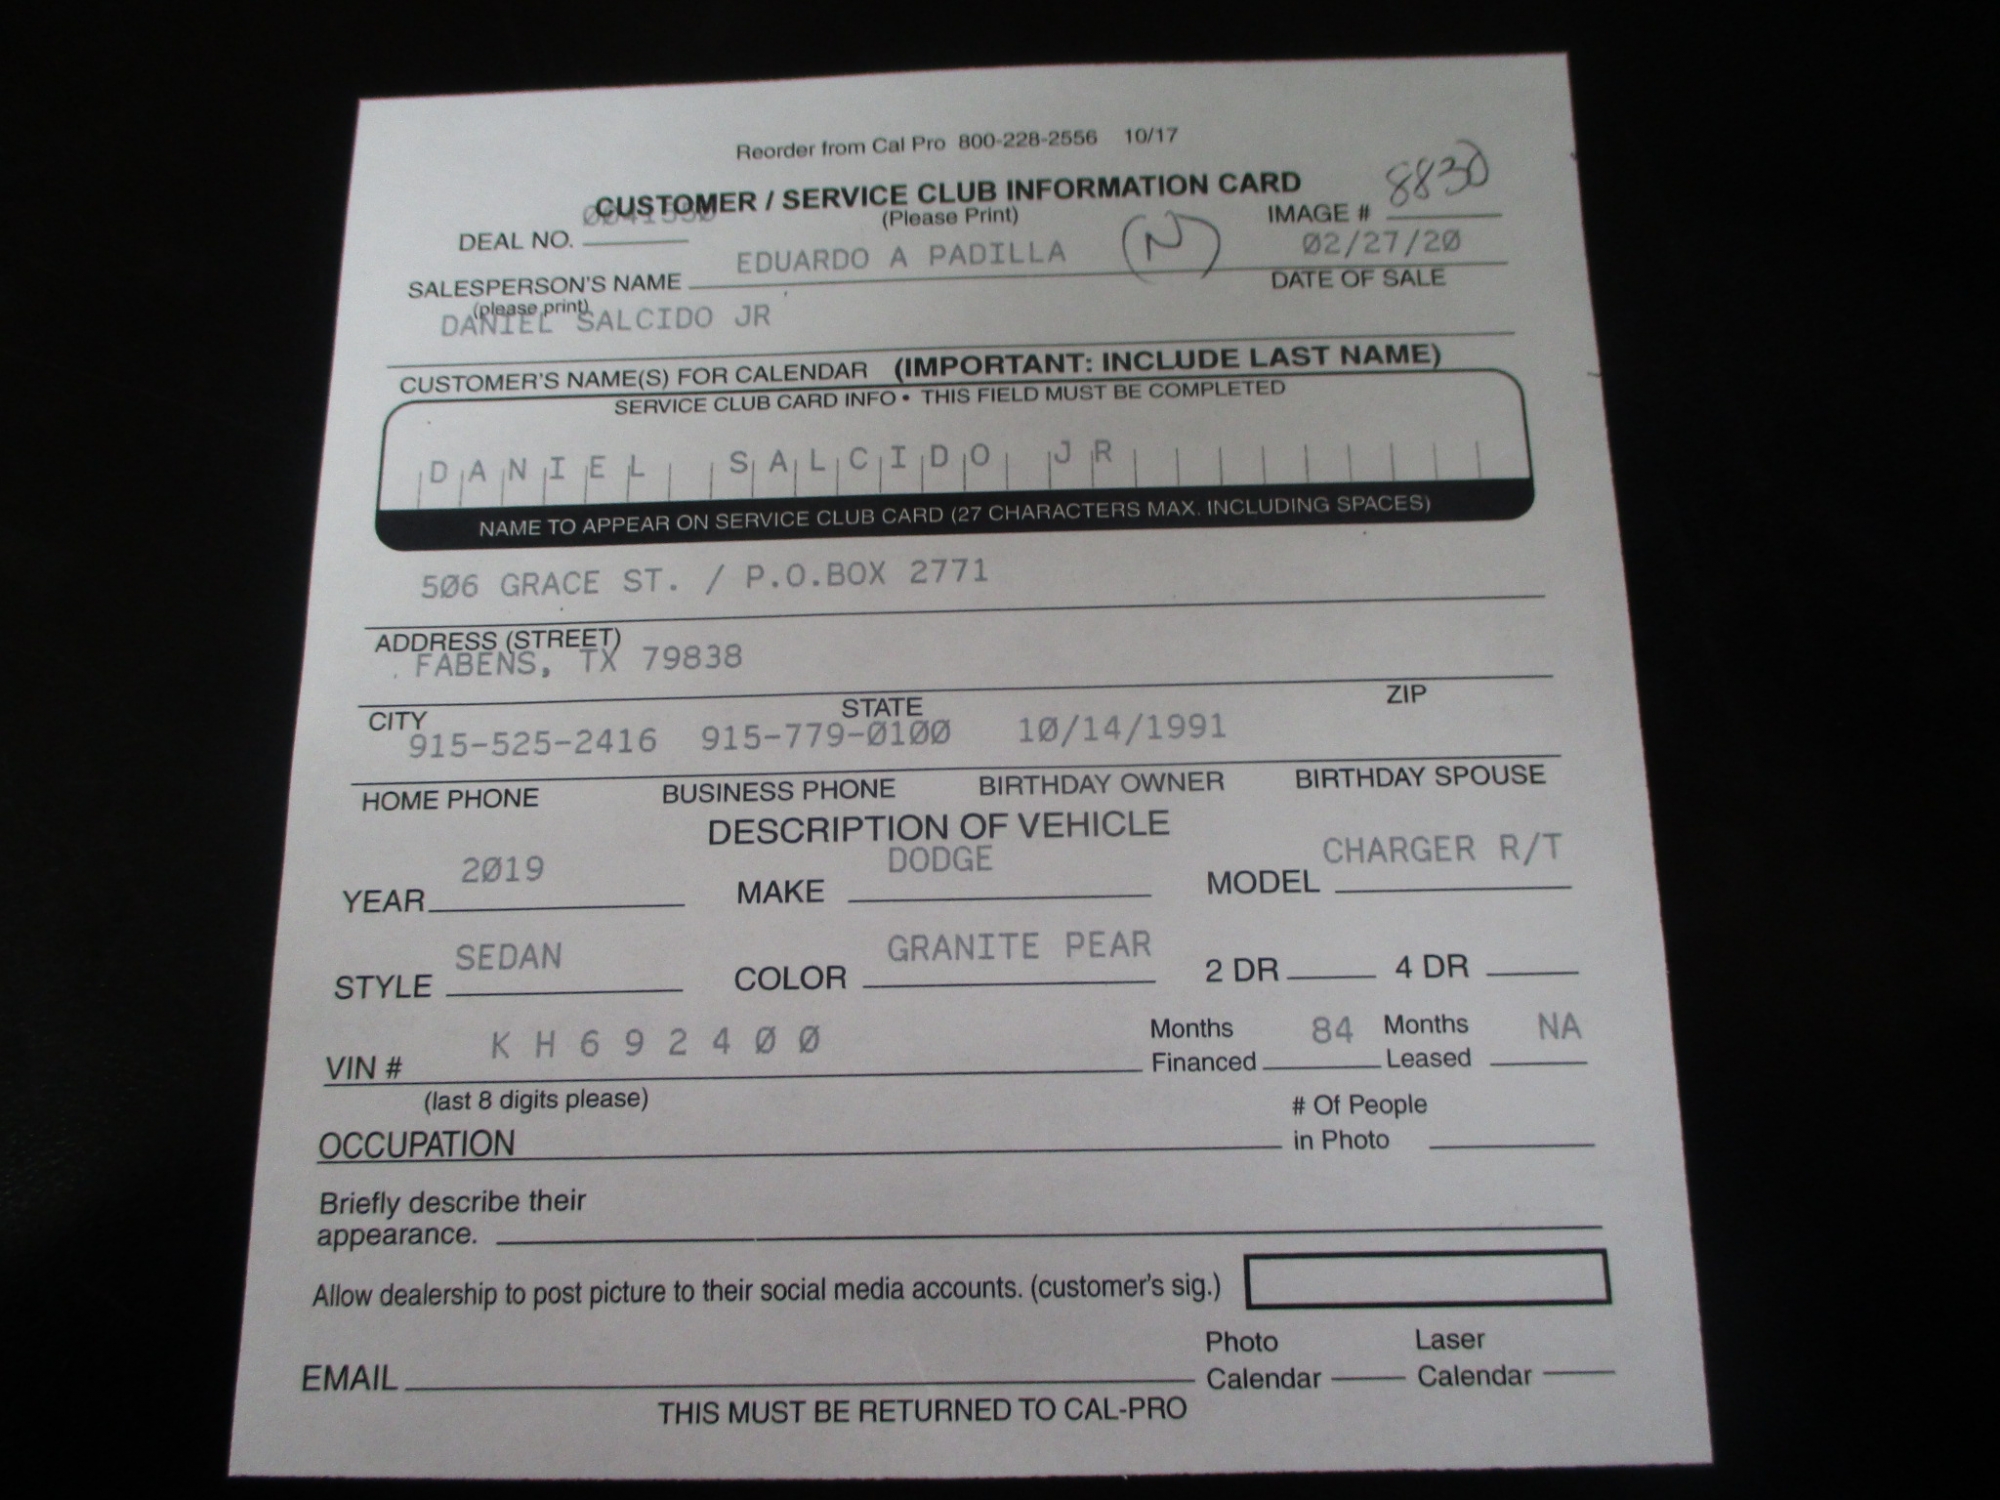 Reorder from Cal Pro 800-228-2556 10/17
CUSTOMER / SERVICE CLUB INFORMATION CARD
(Please Print)
IMAGE # 8830
DEAL NO.
SALESPERSON'S NAME EDUARDO A PADILLA (N) 02/27/20
(please print) DATE OF SALE
DANIEL SALCIDO JR
CUSTOMER'S NAME(S) FOR CALENDAR (IMPORTANT: INCLUDE LAST NAME)
SERVICE CLUB CARD INFO • THIS FIELD MUST BE COMPLETED
DANIEL SALCIDO JR
NAME TO APPEAR ON SERVICE CLUB CARD (27 CHARACTERS MAX. INCLUDING SPACES)
506 GRACE ST. / P.O.BOX 2771
ADDRESS (STREET)
FABENS, TX 79838
CITY STATE ZIP
915-525-2416 915-779-0100 10/14/1991
HOME PHONE BUSINESS PHONE BIRTHDAY OWNER BIRTHDAY SPOUSE
DESCRIPTION OF VEHICLE
YEAR 2019 MAKE DODGE MODEL CHARGER R/T
STYLE SEDAN COLOR GRANITE PEAR 2 DR 4 DR
VIN # K H 6 9 2 4 0 0 Months Financed 84 Months Leased NA
(last 8 digits please)
OCCUPATION # Of People in Photo
Briefly describe their
appearance.
Allow dealership to post picture to their social media accounts. (customer's sig.)
EMAIL Photo Calendar Laser Calendar
THIS MUST BE RETURNED TO CAL-PRO